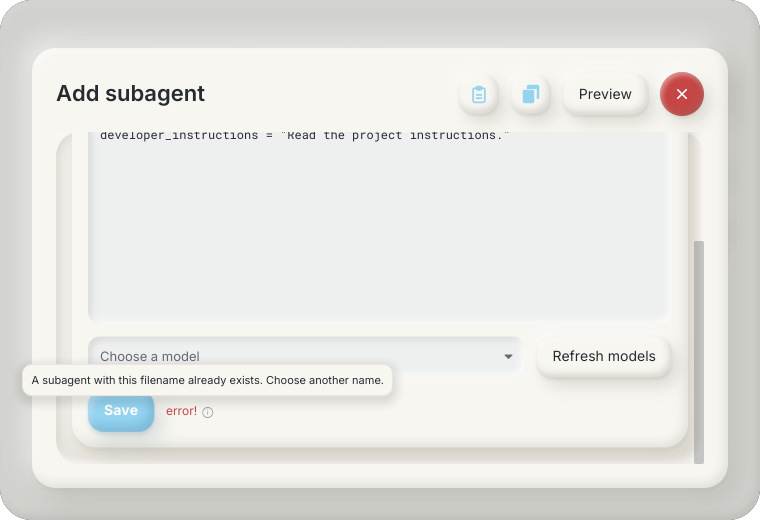 Add subagent
Preview
developer_instructions = "Read the project instructions."
Choose a model
Refresh models
A subagent with this filename already exists. Choose another name.
Save
error!